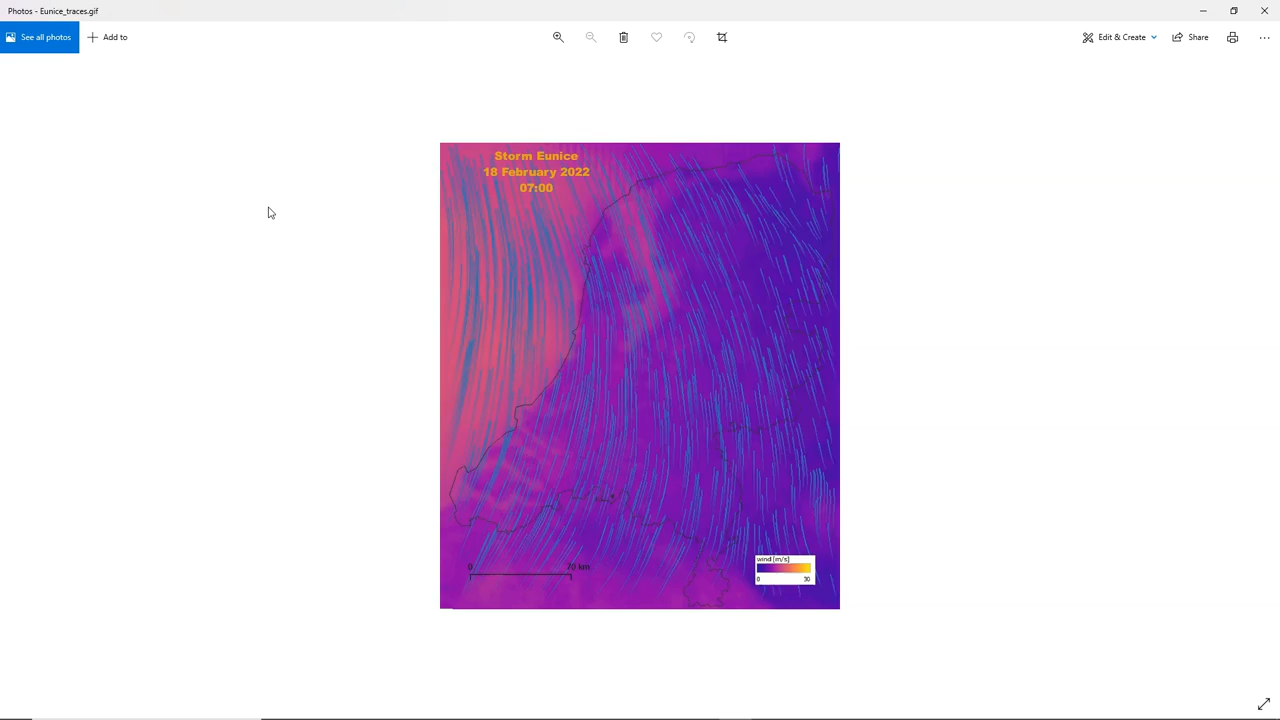 Photos - Eunice_traces.gif
See all photos
Add to
Edit & Create
Share
Storm Eunice
18 February 2022
07:00
0 70 km
wind [m/s]
0 30